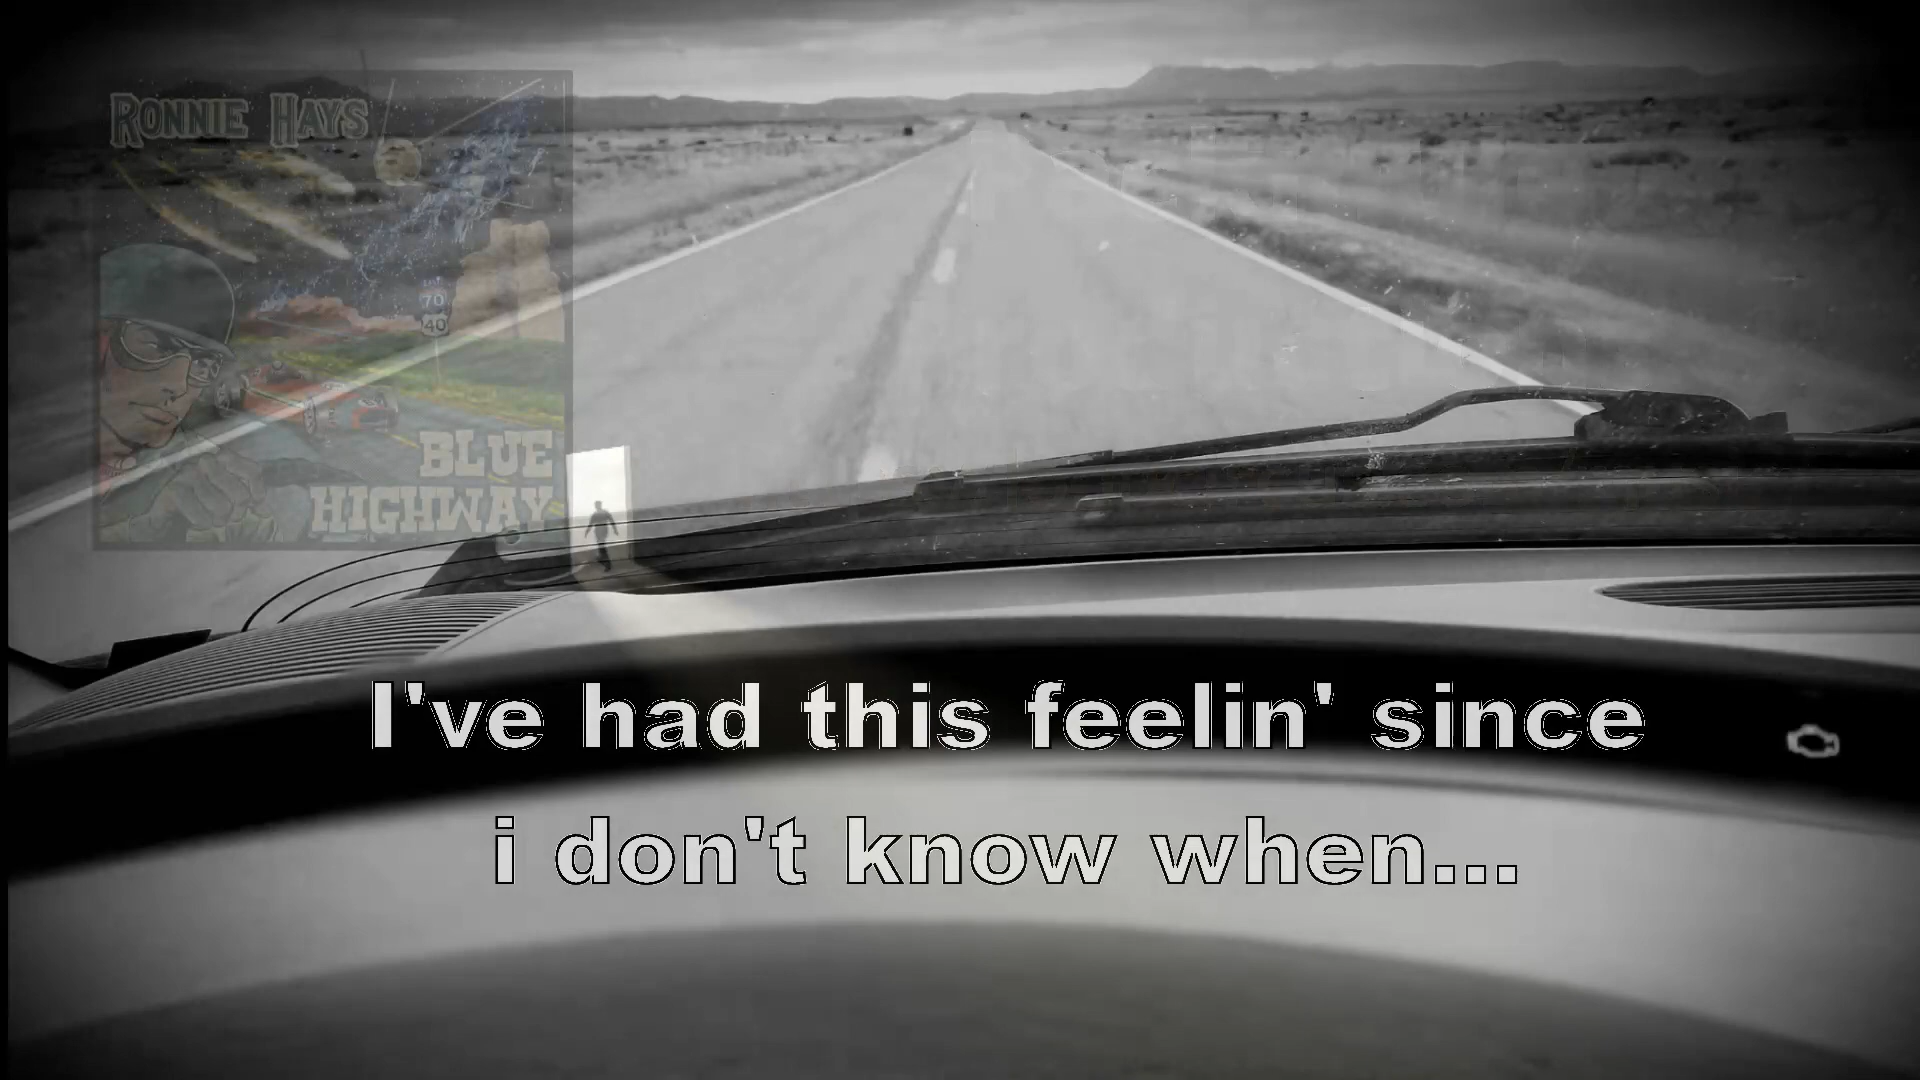 RONNIE HAYS
70
40
BLUE
HIGHWAY
I've had this feelin' since
i don't know when...